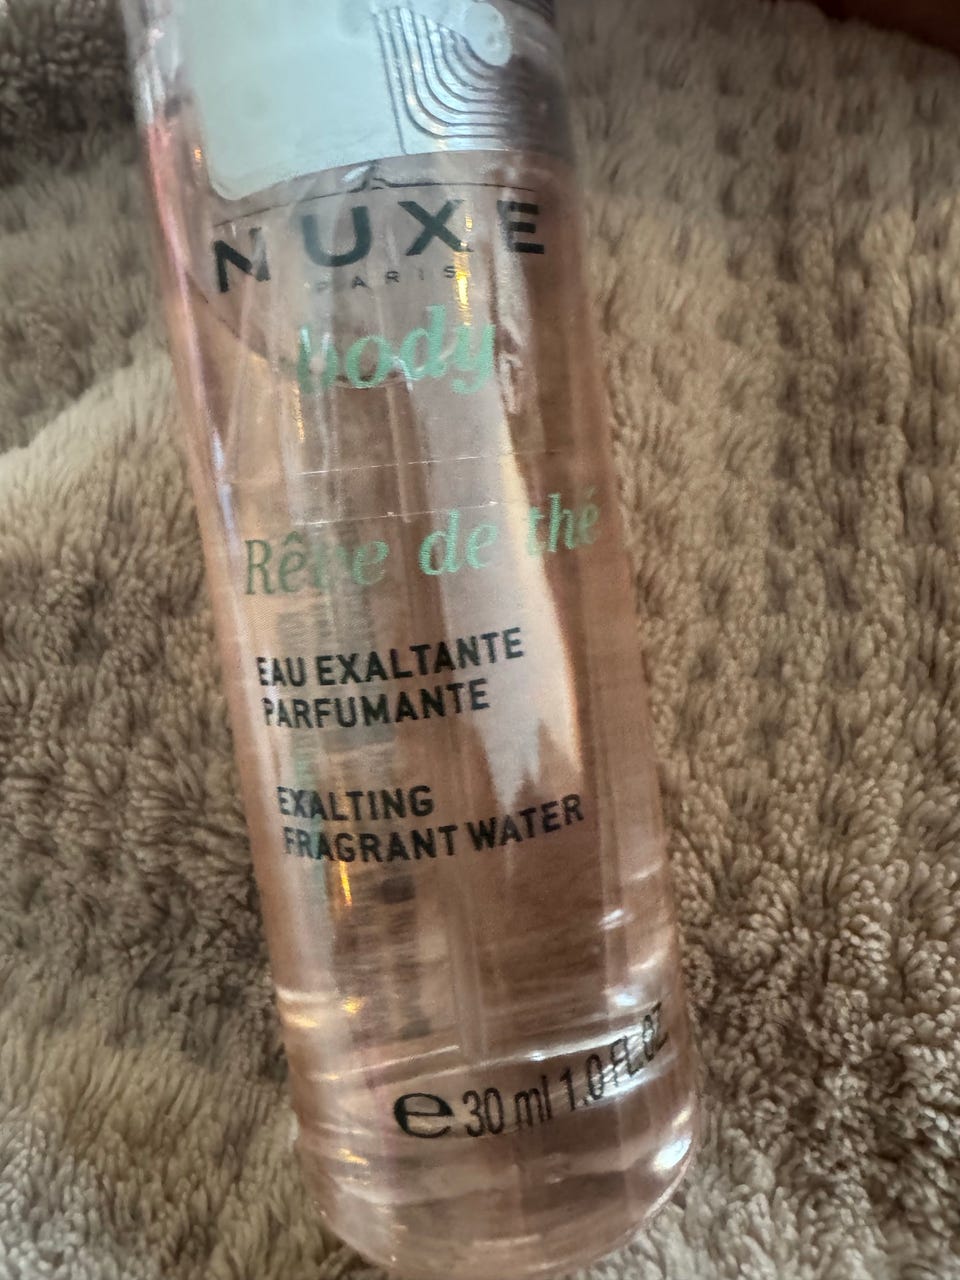 NUXE
PARIS
body
Rêve de thé
EAU EXALTANTE
PARFUMANTE
EXALTING
FRAGRANT WATER
e 30 ml 1.0 FL.OZ.